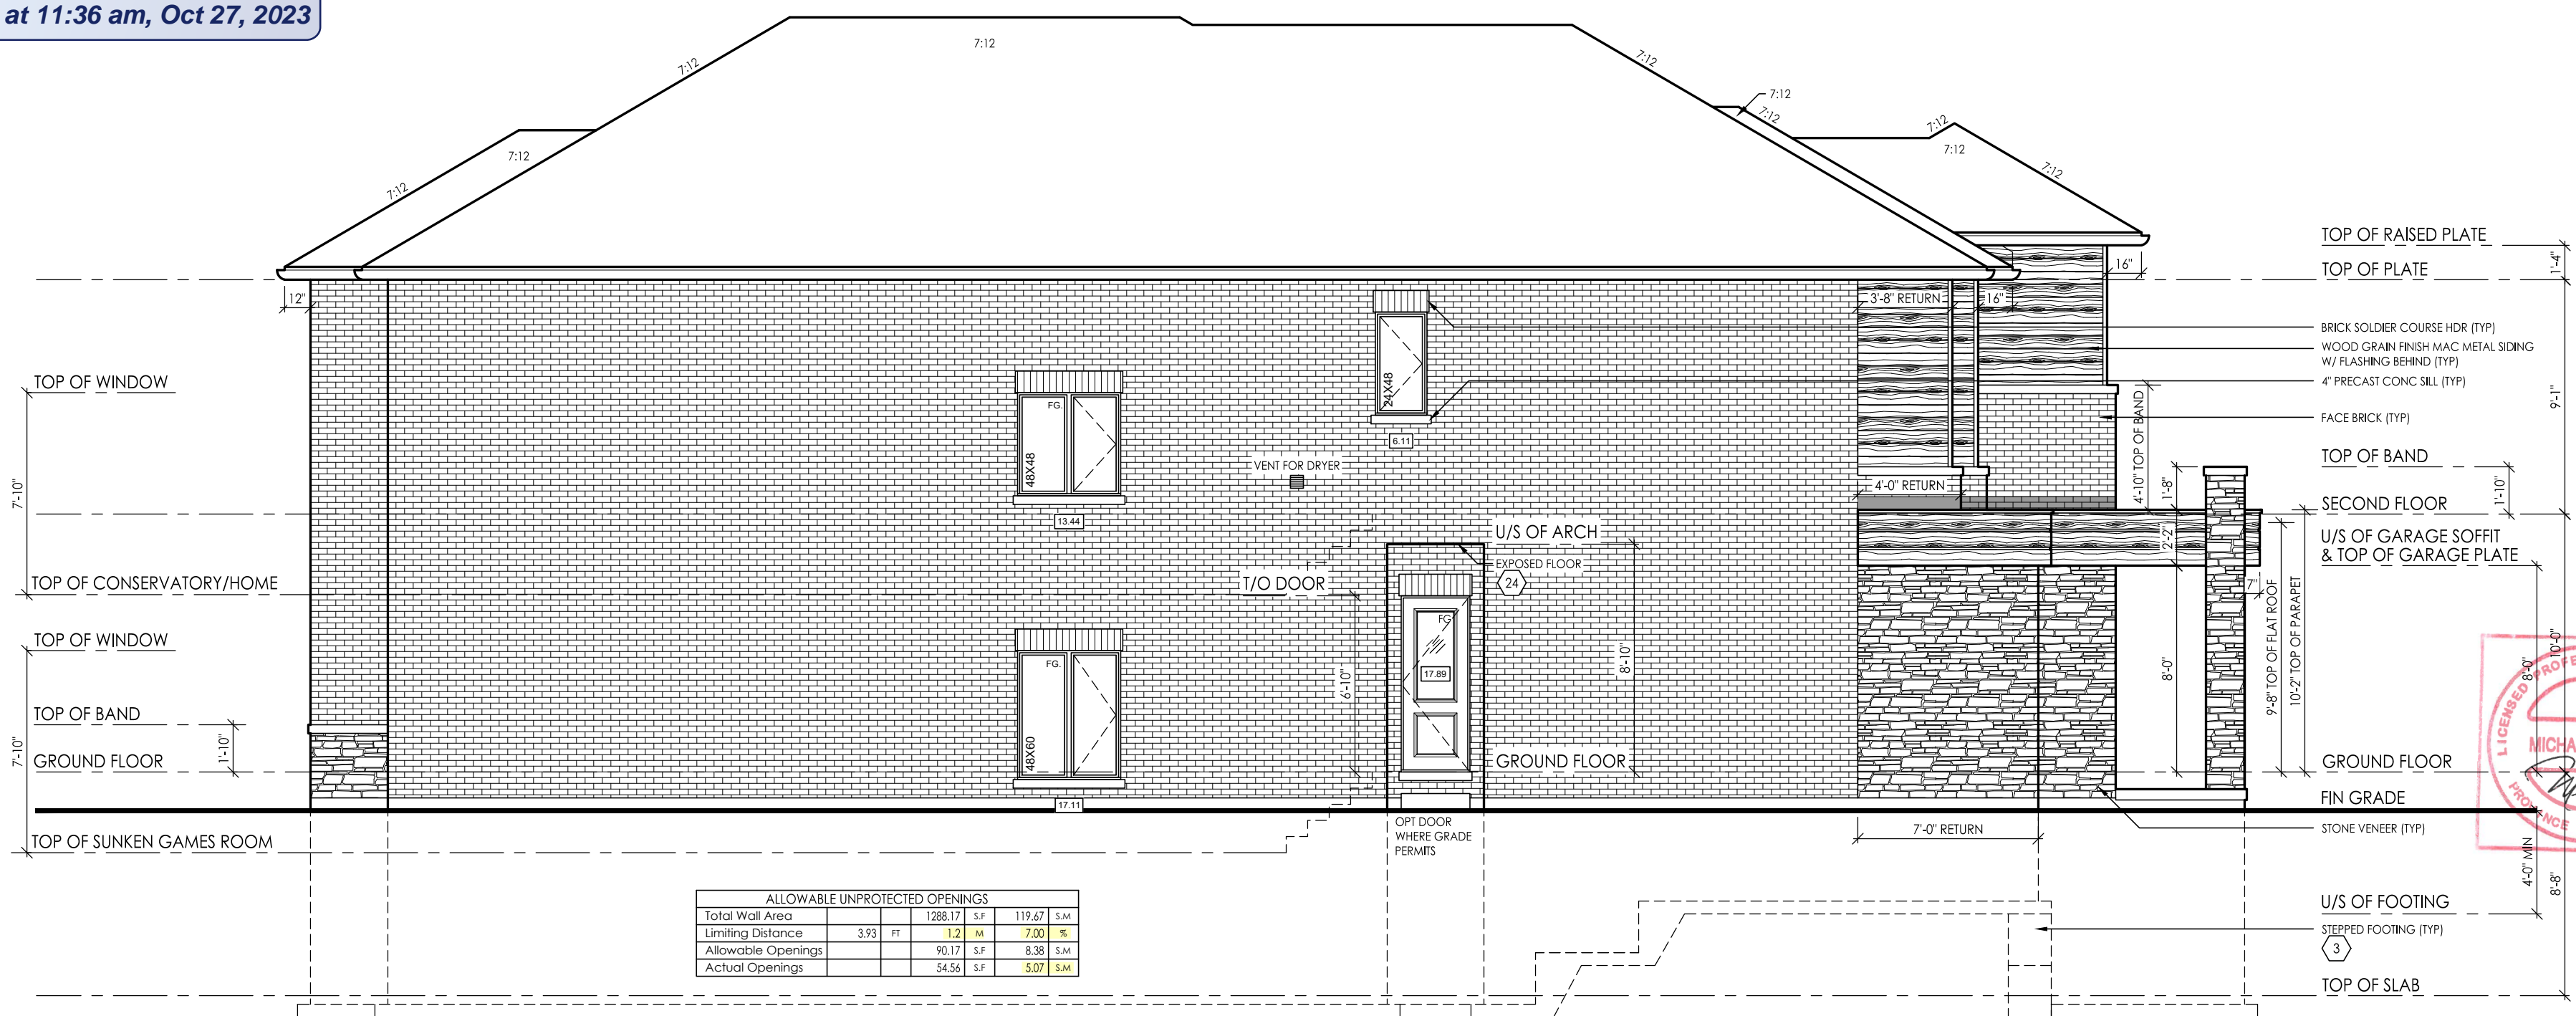 at 11:36 am, Oct 27, 2023
7:12
7:12
7:12
7:12
7:12
7:12
7:12
7:12
7:12
7:12
TOP OF RAISED PLATE
TOP OF PLATE
1'-4"
16"
12"
3'-8" RETURN
16"
BRICK SOLDIER COURSE HDR (TYP)
WOOD GRAIN FINISH MAC METAL SIDING
W/ FLASHING BEHIND (TYP)
4" PRECAST CONC SILL (TYP)
FACE BRICK (TYP)
9'-1"
TOP OF WINDOW
7'-10"
FG.
48X48
13.44
24X48
6.11
VENT FOR DRYER
4'-0" RETURN
4'-10" TOP OF BAND
1'-8"
TOP OF BAND
1'-10"
SECOND FLOOR
U/S OF GARAGE SOFFIT
& TOP OF GARAGE PLATE
2'-2"
7"
U/S OF ARCH
EXPOSED FLOOR
24
T/O DOOR
TOP OF CONSERVATORY/HOME
TOP OF WINDOW
7'-10"
TOP OF BAND
1'-10"
GROUND FLOOR
FG.
48X60
17.11
6'-10"
FG
17.89
8'-10"
GROUND FLOOR
8'-0"
9'-8" TOP OF FLAT ROOF
10'-2" TOP OF PARAPET
8'-0"
10'-0"
LICENSED
MICHA
GROUND FLOOR
FIN GRADE
STONE VENEER (TYP)
TOP OF SUNKEN GAMES ROOM
OPT DOOR
WHERE GRADE
PERMITS
7'-0" RETURN
4'-0" MIN
8'-8"
U/S OF FOOTING
STEPPED FOOTING (TYP)
3
TOP OF SLAB
ALLOWABLE UNPROTECTED OPENINGS
Total Wall Area 1288.17 S.F 119.67 S.M
Limiting Distance 3.93 FT 1.2 M 7.00 %
Allowable Openings 90.17 S.F 8.38 S.M
Actual Openings 54.56 S.F 5.07 S.M